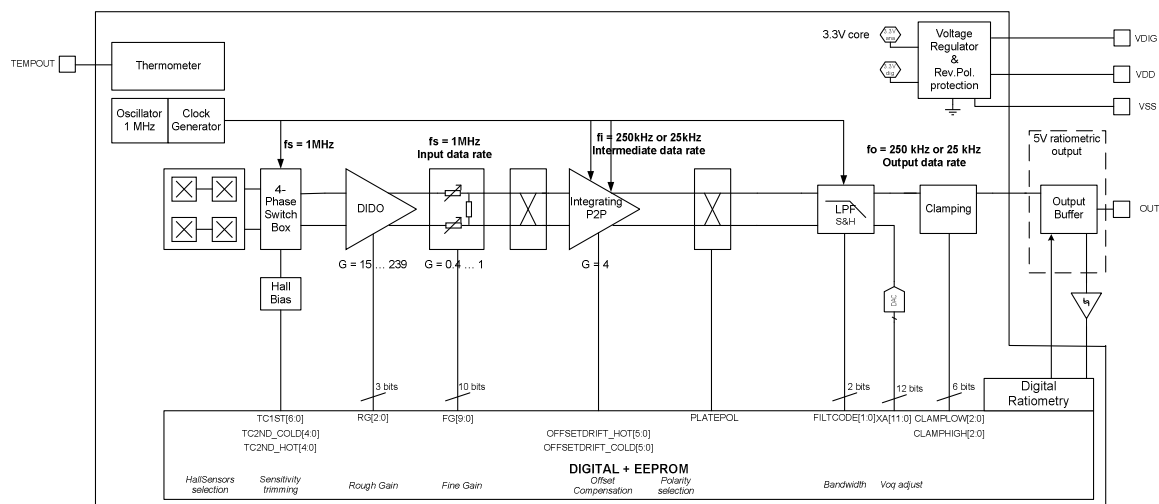 3.3V core
3.3V ana
3.3V dig
Voltage
Regulator
&
Rev.Pol.
protection
VDIG
VDD
VSS
TEMPOUT
Thermometer
Oscillator
1 MHz
Clock
Generator
fs = 1MHz
fs = 1MHz
Input data rate
fi = 250kHz or 25kHz
Intermediate data rate
fo = 250 kHz or 25 kHz
Output data rate
5V ratiometric
output
4-
Phase
Switch
Box
DIDO
Integrating
P2P
LPF
S&H
Clamping
Output
Buffer
OUT
G = 15 ... 239
G = 0.4 ... 1
G = 4
Hall
Bias
DAC
3 bits
10 bits
2 bits
12 bits
6 bits
Digital
Ratiometry
TC1ST[6:0]
TC2ND_COLD[4:0]
TC2ND_HOT[4:0]
RG[2:0]
FG[9:0]
OFFSETDRIFT_HOT[5:0]
OFFSETDRIFT_COLD[5:0]
PLATEPOL
FILTCODE[1:0]
XA[11:0]
CLAMPLOW[2:0]
CLAMPHIGH[2:0]
DIGITAL + EEPROM
HallSensors
selection
Sensitivity
trimming
Rough Gain
Fine Gain
Offset
Compensation
Polarity
selection
Bandwidth
Voq adjust